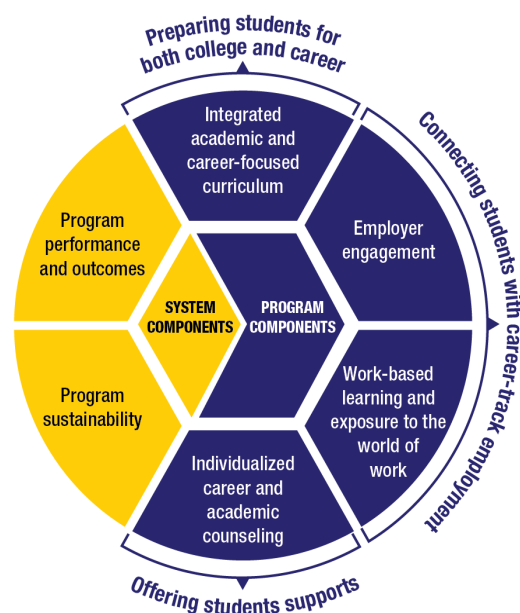 Preparing students for
both college and career
Integrated
academic and
career-focused
curriculum
Connecting students with career-track employment
Employer
engagement
Work-based
learning and
exposure to the
world of
work
Individualized
career and
academic
counseling
Offering students supports
Program
sustainability
Program
performance
and outcomes
SYSTEM
COMPONENTS
PROGRAM
COMPONENTS